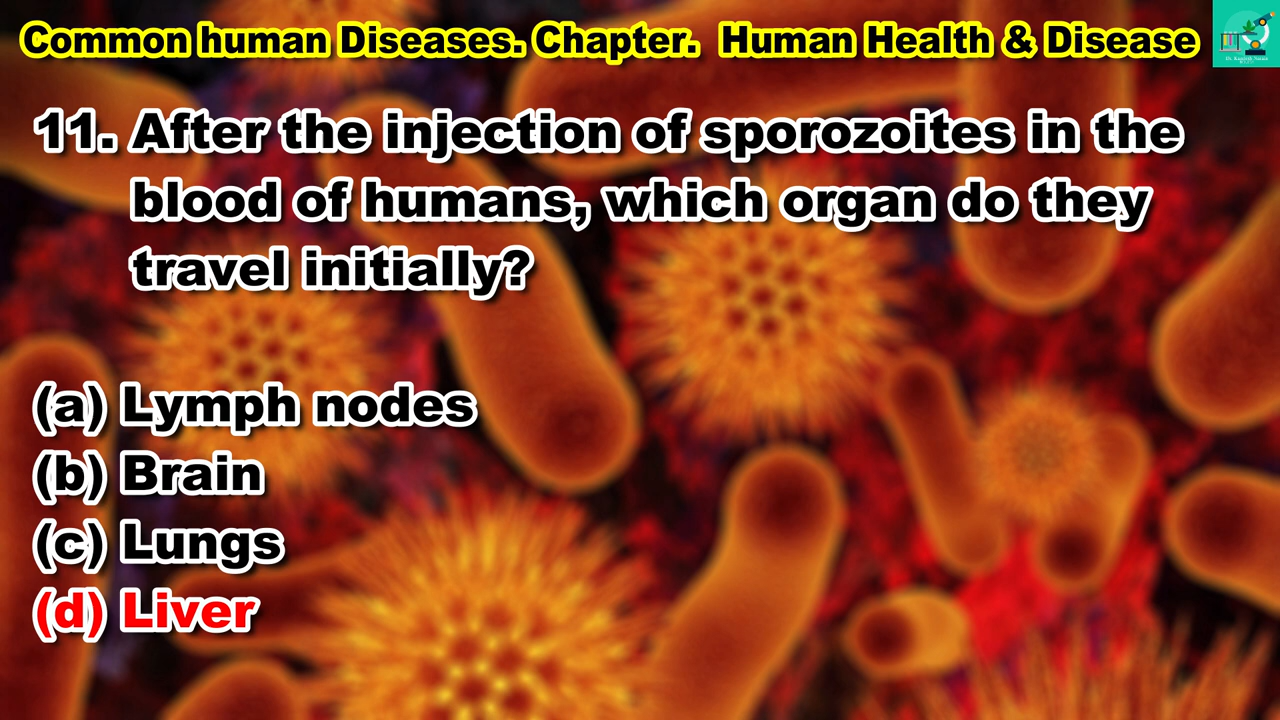 Common human Diseases. Chapter. Human Health & Disease
11. After the injection of sporozoites in the
blood of humans, which organ do they
travel initially?
(a) Lymph nodes
(b) Brain
(c) Lungs
(d) Liver